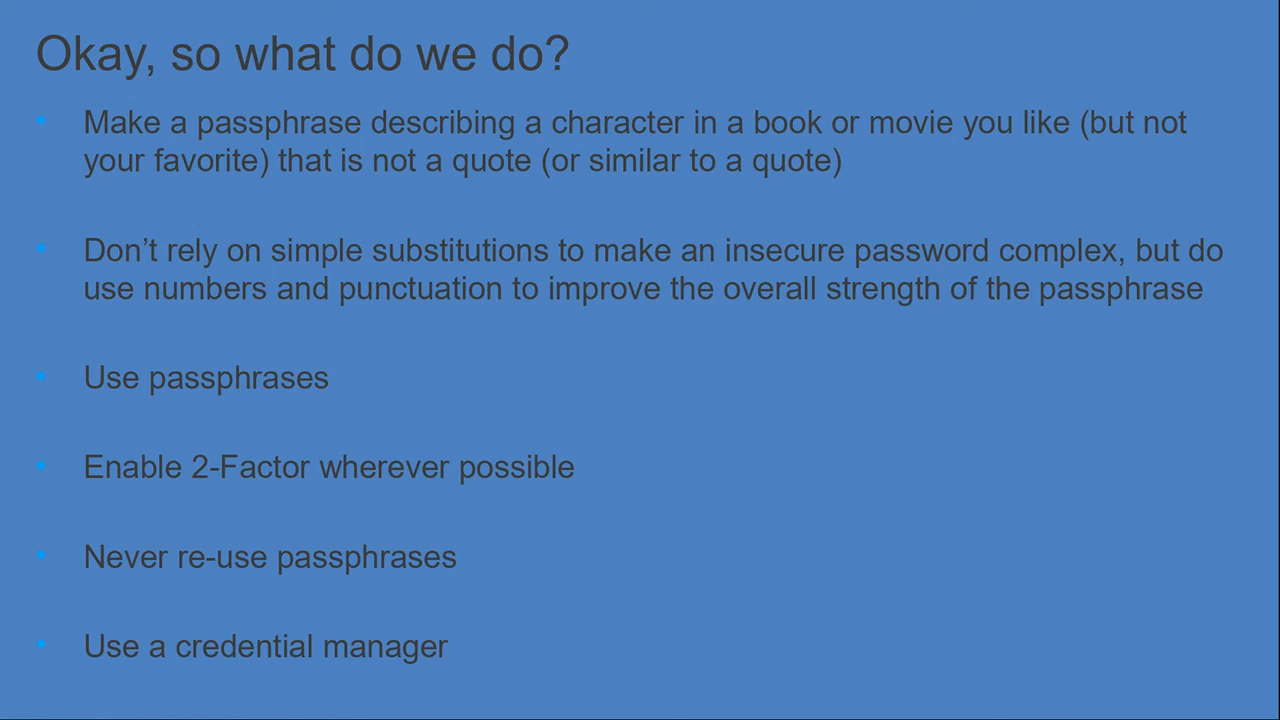 Okay, so what do we do?
• Make a passphrase describing a character in a book or movie you like (but not
your favorite) that is not a quote (or similar to a quote)
• Don’t rely on simple substitutions to make an insecure password complex, but do
use numbers and punctuation to improve the overall strength of the passphrase
• Use passphrases
• Enable 2-Factor wherever possible
• Never re-use passphrases
• Use a credential manager